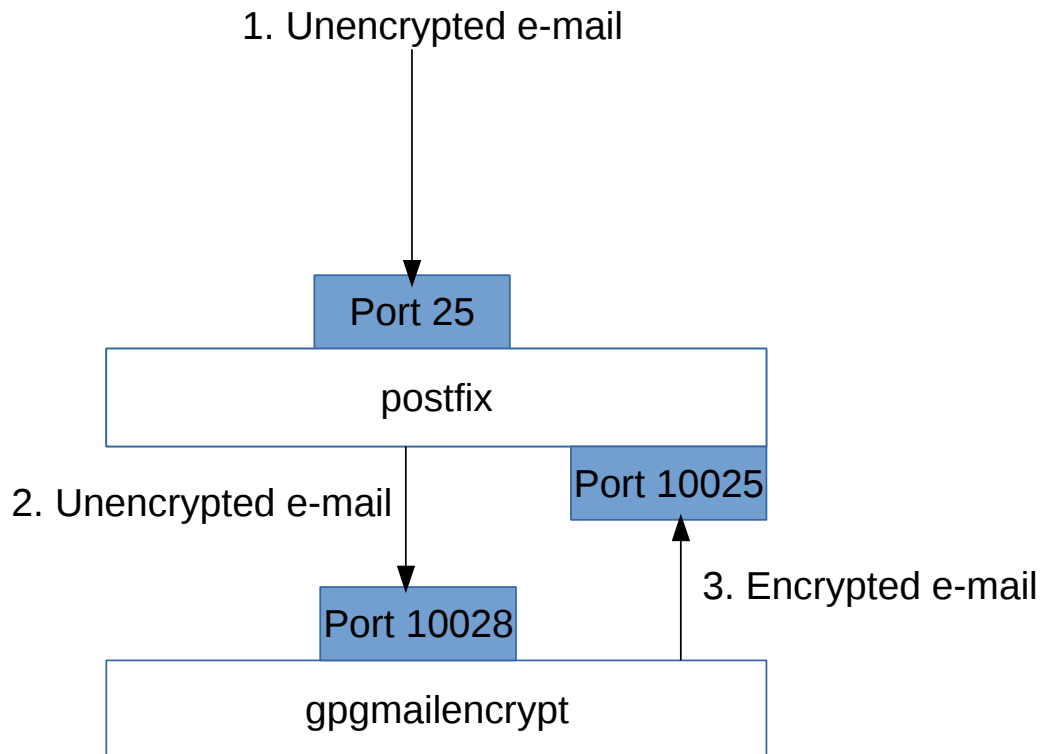 1. Unencrypted e-mail
Port 25
postfix
Port 10025
2. Unencrypted e-mail
3. Encrypted e-mail
Port 10028
gpgmailencrypt